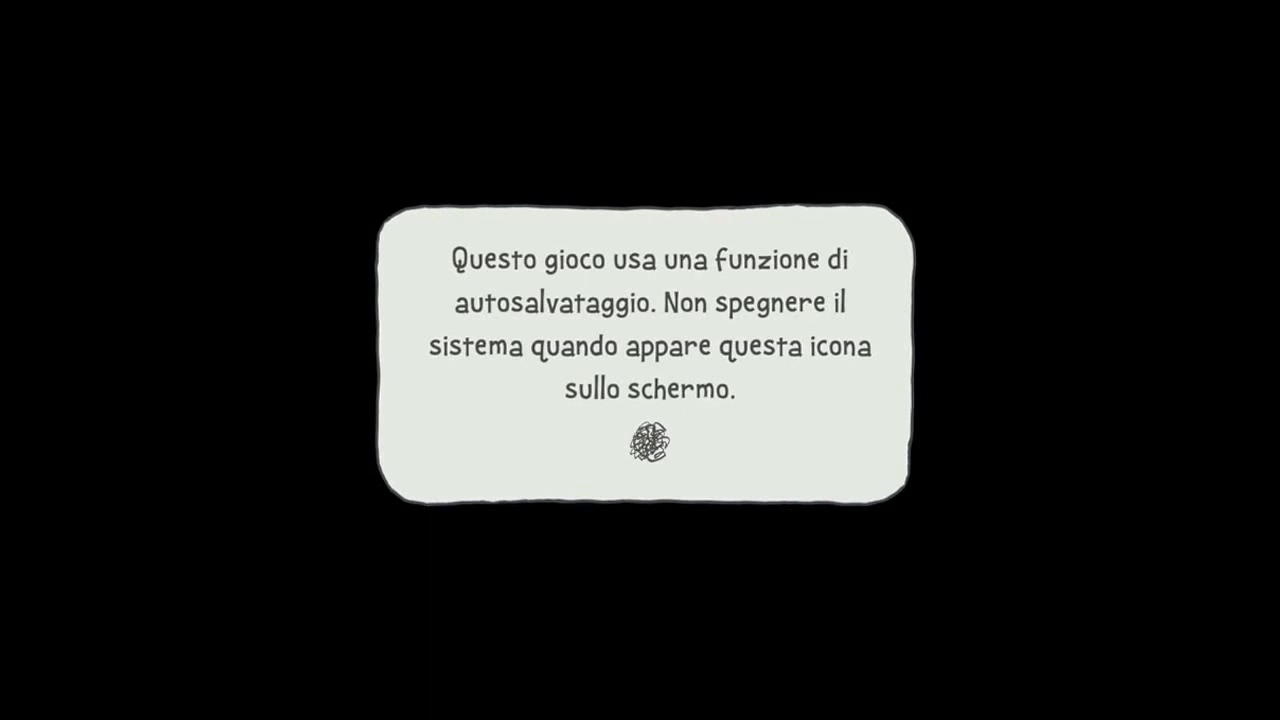 Questo gioco usa una funzione di
autosalvataggio. Non spegnere il
sistema quando appare questa icona
sullo schermo.